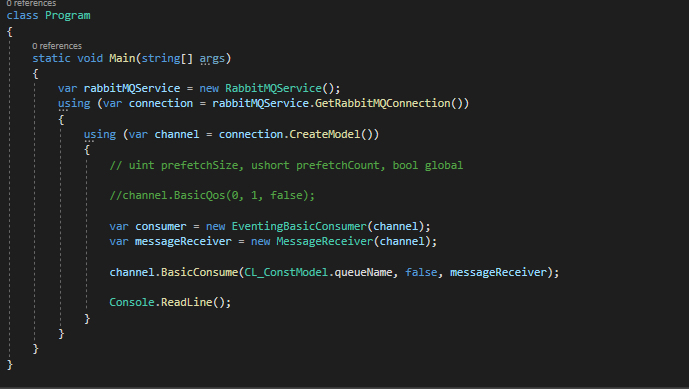 0 references
class Program
{
0 references
static void Main(string[] args)
{
var rabbitMQService = new RabbitMQService();
using (var connection = rabbitMQService.GetRabbitMQConnection())
{
using (var channel = connection.CreateModel())
{
// uint prefetchSize, ushort prefetchCount, bool global
//channel.BasicQos(0, 1, false);
var consumer = new EventingBasicConsumer(channel);
var messageReceiver = new MessageReceiver(channel);
channel.BasicConsume(CL_ConstModel.queueName, false, messageReceiver);
Console.ReadLine();
}
}
}
}